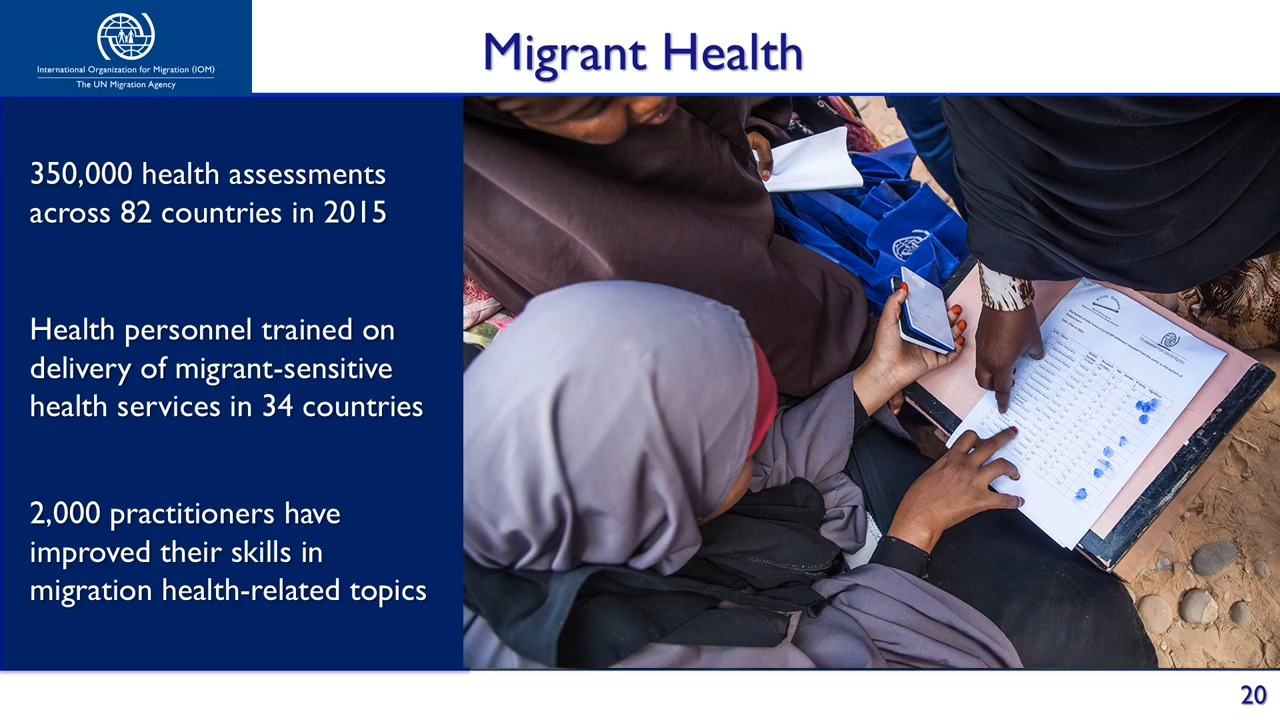 International Organization for Migration (IOM)
The UN Migration Agency
Migrant Health
350,000 health assessments
across 82 countries in 2015
Health personnel trained on
delivery of migrant-sensitive
health services in 34 countries
2,000 practitioners have
improved their skills in
migration health-related topics
20